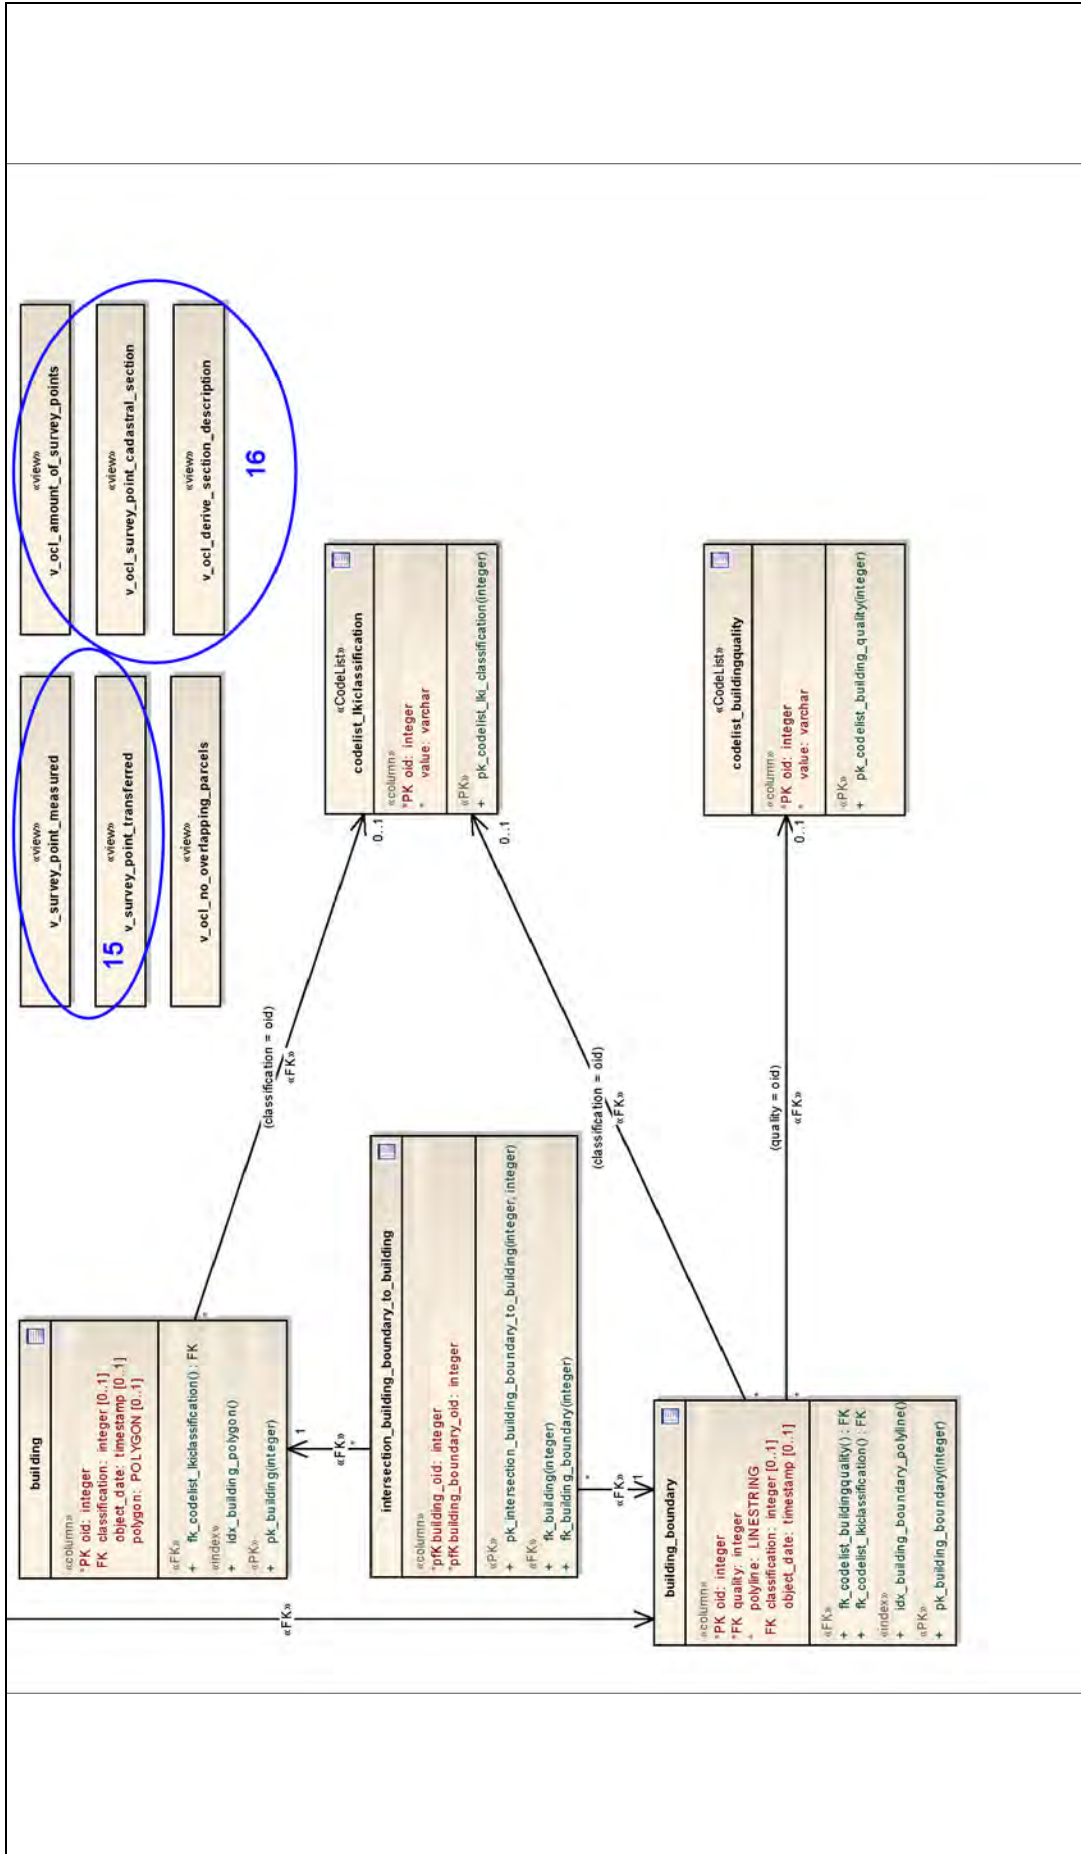 building
«column»
*PK oid: integer
FK classification: integer [0..1]
object_date: timestamp [0..1]
polygon: POLYGON [0..1]
«FK»
+ fk_codelist_lkiclassification() : FK
«index»
+ idx_building_polygon()
«PK»
+ pk_building(integer)
«view»
v_survey_point_measured
«view»
v_survey_point_transferred
15
«view»
v_ocl_no_overlapping_parcels
«view»
v_ocl_amount_of_survey_points
«view»
v_ocl_survey_point_cadastral_section
«view»
v_ocl_derive_section_description
16
*
(classification = oid)
«FK»
0..1
1
«FK»
*
«FK»
intersection_building_boundary_to_building
«column»
*pfK building_oid: integer
*pfK building_boundary_oid: integer
«PK»
+ pk_intersection_building_boundary_to_building(integer, integer)
«FK»
+ fk_building(integer)
+ fk_building_boundary(integer)
«CodeList»
codelist_lkiclassification
«column»
*PK oid: integer
* value: varchar
«PK»
+ pk_codelist_lki_classification(integer)
0..1
*
«FK»
1
(classification = oid)
«FK»
*
building_boundary
«column»
*PK oid: integer
*FK quality: integer
* polyline: LINESTRING
FK classification: integer [0..1]
object_date: timestamp [0..1]
«FK»
+ fk_codelist_buildingquality() : FK
+ fk_codelist_lkiclassification() : FK
«index»
+ idx_building_boundary_polyline()
«PK»
+ pk_building_boundary(integer)
*
(quality = oid)
«FK»
0..1
«CodeList»
codelist_buildingquality
«column»
*PK oid: integer
* value: varchar
«PK»
+ pk_codelist_building_quality(integer)